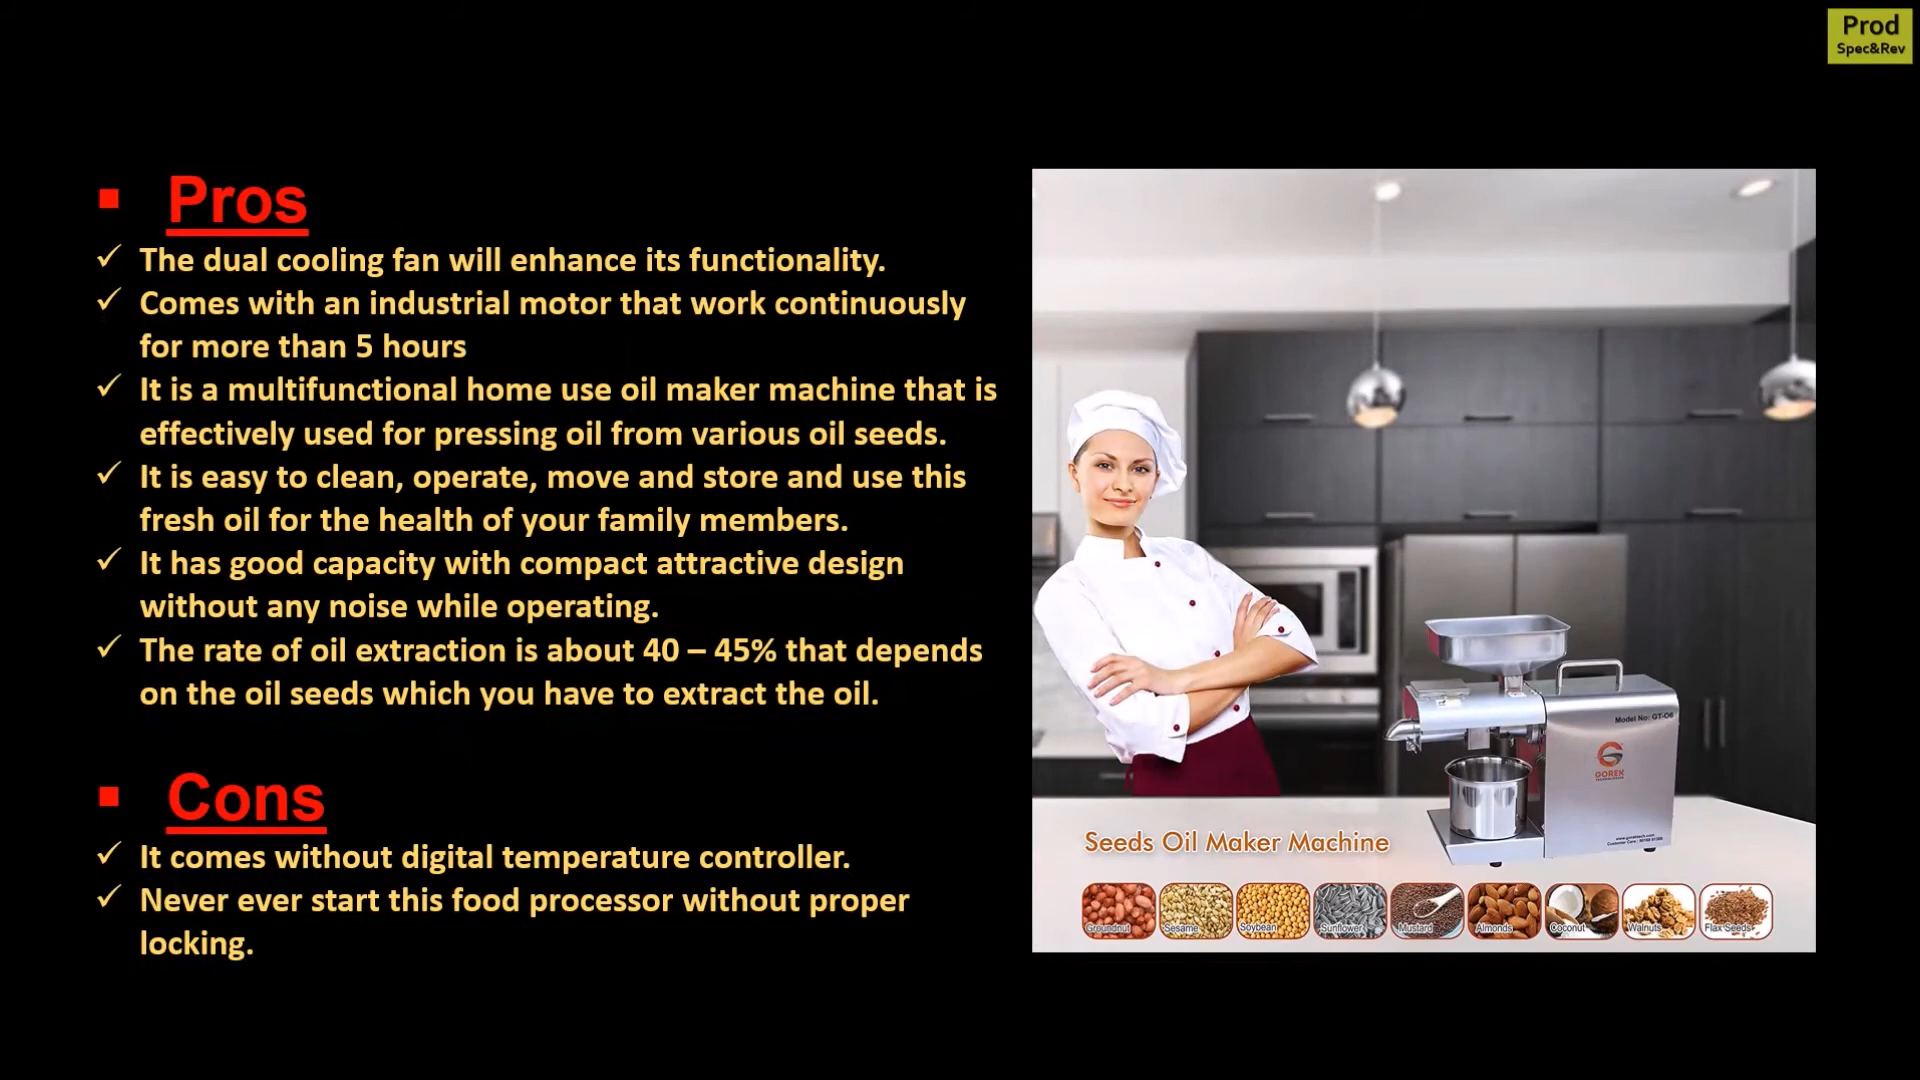 Prod
Spec&Rev
Pros
The dual cooling fan will enhance its functionality.
Comes with an industrial motor that work continuously
for more than 5 hours
It is a multifunctional home use oil maker machine that is
effectively used for pressing oil from various oil seeds.
It is easy to clean, operate, move and store and use this
fresh oil for the health of your family members.
It has good capacity with compact attractive design
without any noise while operating.
The rate of oil extraction is about 40 – 45% that depends
on the oil seeds which you have to extract the oil.
Cons
It comes without digital temperature controller.
Never ever start this food processor without proper
locking.
Model No: GT-06
GOREK
Seeds Oil Maker Machine
Groundnut
Sesame
Soybean
Sunflower
Mustard
Almonds
Coconut
Walnuts
Flax Seeds